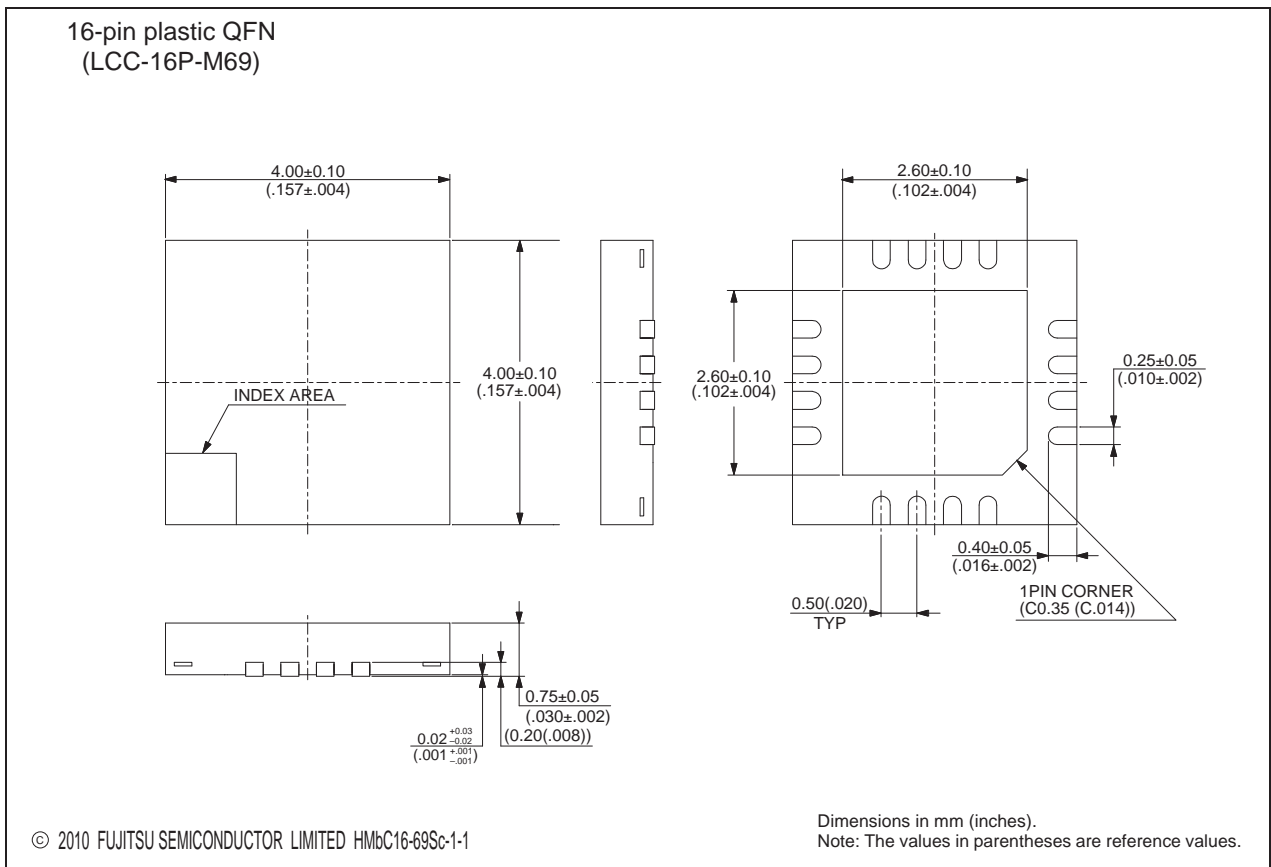 16-pin plastic QFN
(LCC-16P-M69)
4.00±0.10
(.157±.004)
2.60±0.10
(.102±.004)
4.00±0.10
(.157±.004)
INDEX AREA
2.60±0.10
(.102±.004)
0.25±0.05
(.010±.002)
0.40±0.05
(.016±.002)
0.50(.020)
TYP
1PIN CORNER
(C0.35 (C.014))
0.75±0.05
(.030±.002)
0.02 +0.03 −0.02
(.001 +.001 −.001)
(0.20(.008))
© 2010 FUJITSU SEMICONDUCTOR LIMITED HMbC16-69Sc-1-1
Dimensions in mm (inches).
Note: The values in parentheses are reference values.